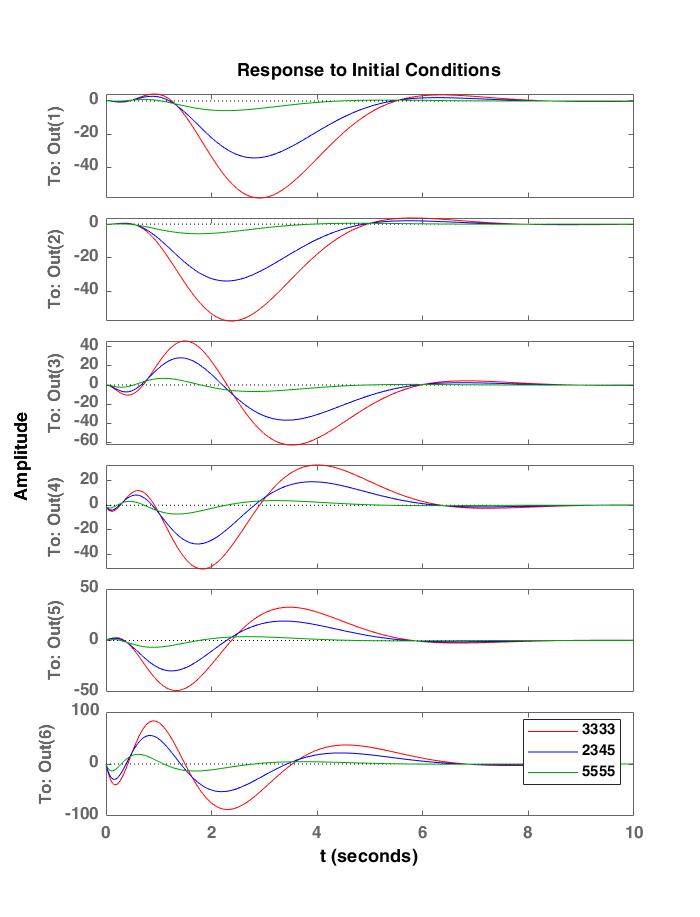 Response to Initial Conditions
To: Out(1)
0
-20
-40
To: Out(2)
0
-20
-40
To: Out(3)
40
20
0
-20
-40
-60
Amplitude
To: Out(4)
20
0
-20
-40
To: Out(5)
50
0
-50
To: Out(6)
100
0
-100
3333
2345
5555
0 2 4 6 8 10
t (seconds)